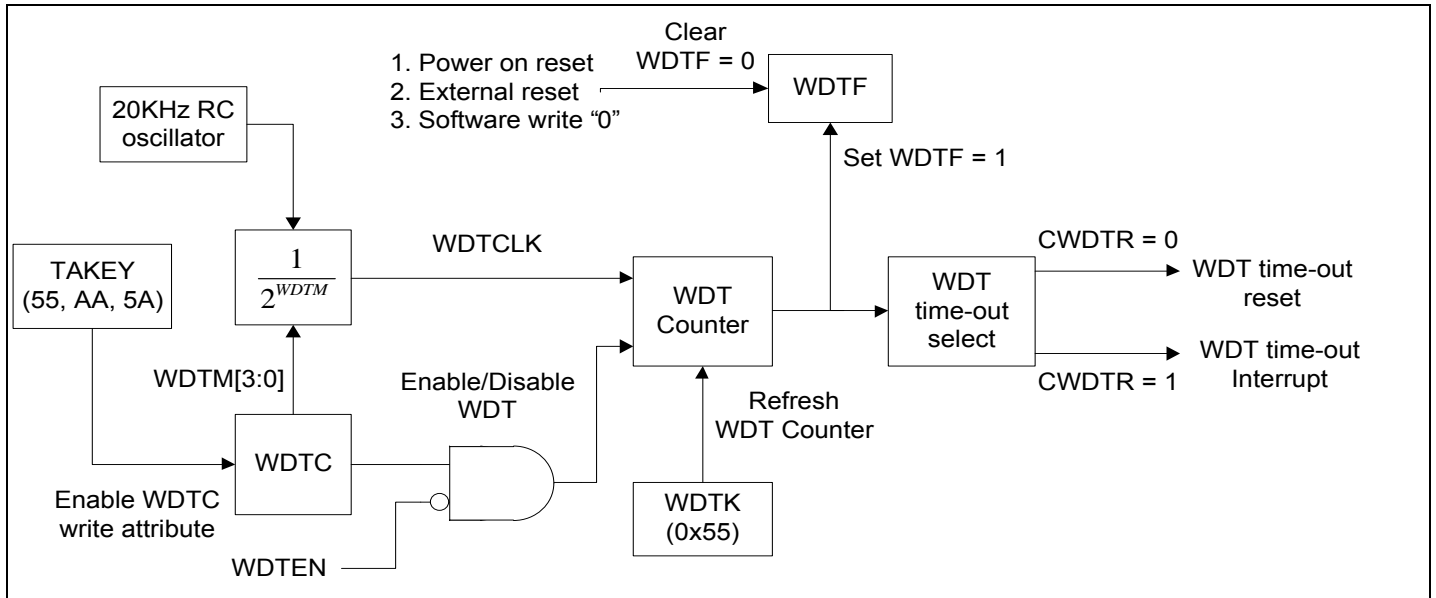 Clear
WDTF = 0
1. Power on reset
2. External reset
3. Software write “0”
WDTF
20KHz RC
oscillator
Set WDTF = 1
TAKEY
(55, AA, 5A)
1
2^WDTM
WDTCLK
WDT
Counter
WDT
time-out
select
CWDTR = 0
WDT time-out
reset
CWDTR = 1
WDT time-out
Interrupt
WDTM[3:0]
Enable/Disable
WDT
Refresh
WDT Counter
WDTC
Enable WDTC
write attribute
WDTK
(0x55)
WDTEN